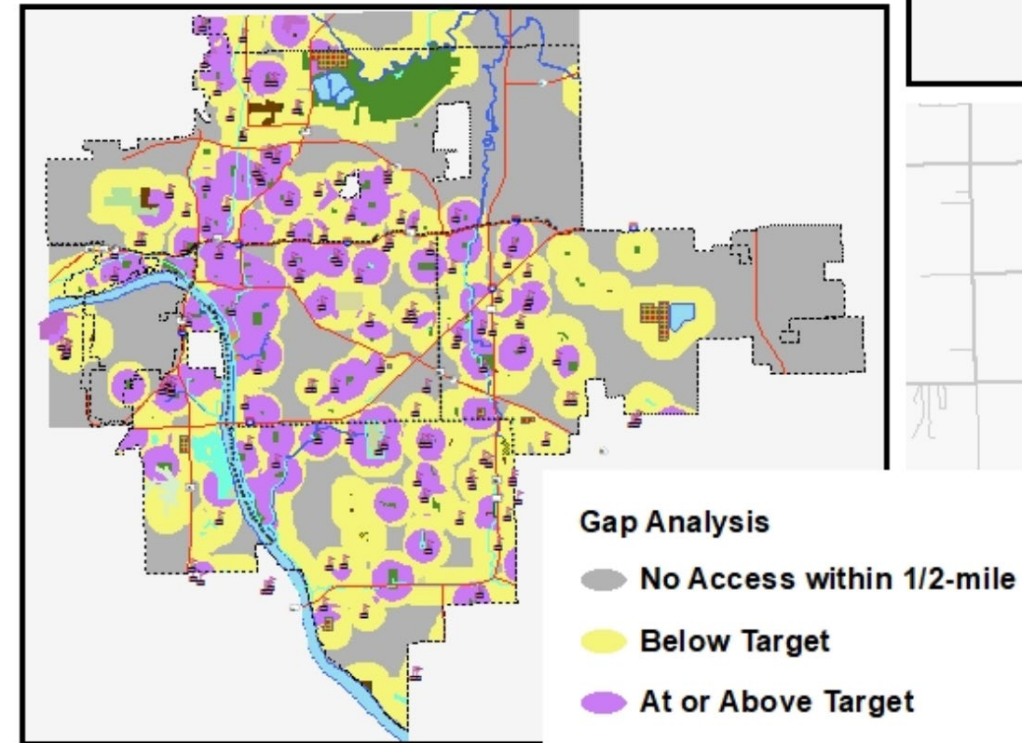 Gap Analysis
No Access within 1/2-mile
Below Target
At or Above Target